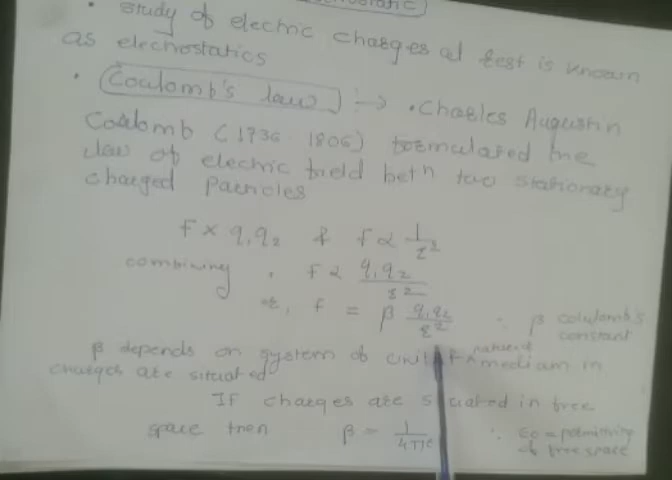 • Study of electric charges at rest is known
as electrostatics
• Coulomb's law :→ • Charles Augustin
Coulomb (1736-1806) formulated the
law of electric field betn two stationary
charged Particles
F ∝ q1q2 & F ∝ 1/r²
combining • F ∝ q1q2/r²
or, F = β q1q2/r² ∴ β coulomb's
constant
β depends on system of unit + nature of medium in
charges are situated
If charges are situated in free
space then β = 1/4π ∴ ε0 = permittivity
of free space